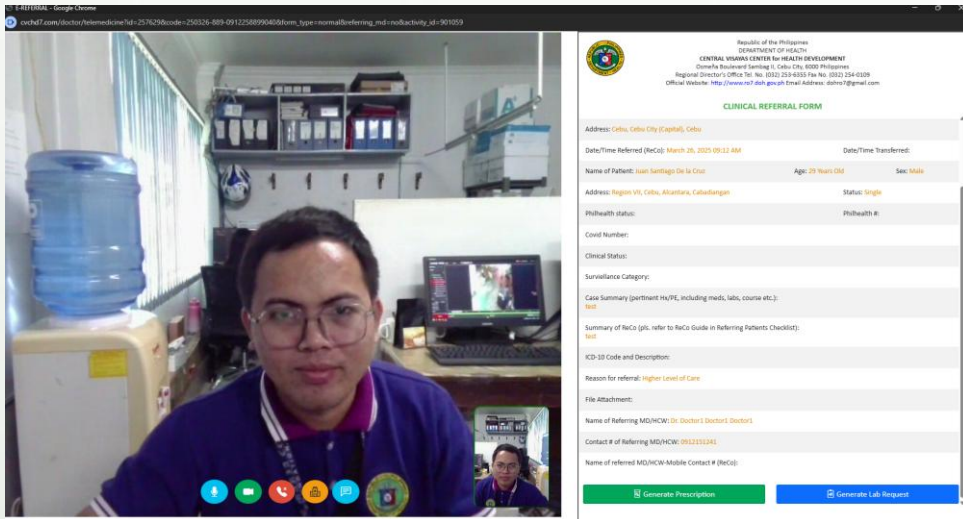 E-REFERRAL - Google Chrome
cvchd7.com/doctor/telemedicine?id=257629&code=250326-889-0912258899040&form_type=normal&referring_md=no&activity_id=901059
Republic of the Philippines
DEPARTMENT OF HEALTH
CENTRAL VISAYAS CENTER for HEALTH DEVELOPMENT
Osmeña Boulevard Sambag II, Cebu City, 6000 Philippines
Regional Director's Office Tel. No. (032) 253-6355 Fax No. (032) 254-0109
Official Website: http://www.ro7.doh.gov.ph Email Address: dohro7@gmail.com
CLINICAL REFERRAL FORM
Address: Cebu, Cebu City (Capital), Cebu
Date/Time Referred (ReCo): March 26, 2025 09:12 AM Date/Time Transferred:
Name of Patient: Juan Santiago De la Cruz Age: 29 Years Old Sex: Male
Address: Region VII, Cebu, Alcantara, Cabadiangan Status: Single
Philhealth status: Philhealth #:
Covid Number:
Clinical Status:
Surviellance Category:
Case Summary (pertinent Hx/PE, including meds, labs, course etc.):
test
Summary of ReCo (pls. refer to ReCo Guide in Referring Patients Checklist):
test
ICD-10 Code and Description:
Reason for referral: Higher Level of Care
File Attachment:
Name of Referring MD/HCW: Dr. Doctor1 Doctor1 Doctor1
Contact # of Referring MD/HCW: 0912331341
Name of referred MD/HCW-Mobile Contact # (ReCo):
Generate Prescription
Generate Lab Request